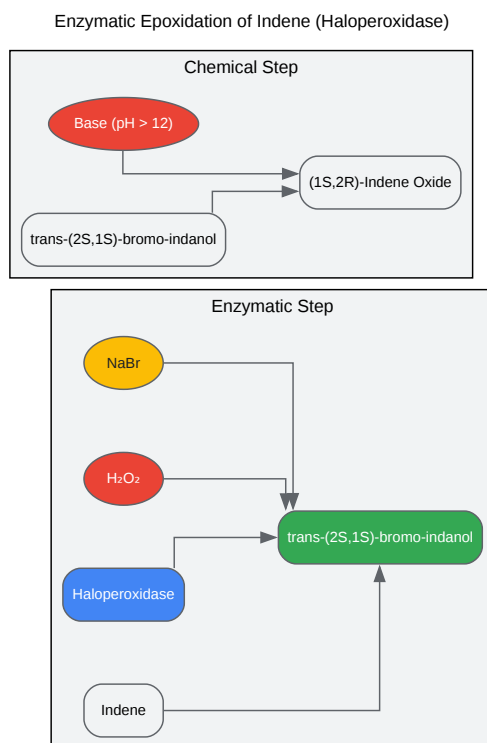 Enzymatic Epoxidation of Indene (Haloperoxidase)
Chemical Step
Base (pH > 12)
(1S,2R)-Indene Oxide
trans-(2S,1S)-bromo-indanol
Enzymatic Step
NaBr
H₂O₂
trans-(2S,1S)-bromo-indanol
Haloperoxidase
Indene